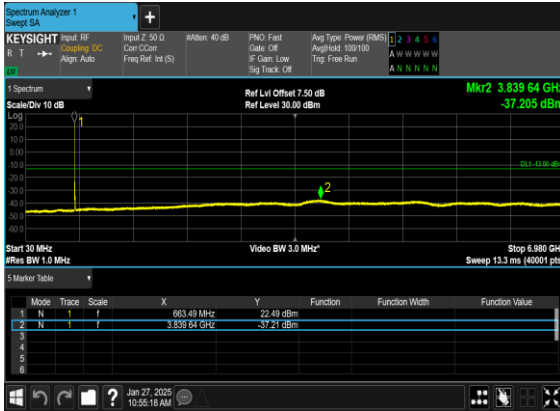 Spectrum Analyzer 1
Swept SA
+
KEYSIGHT Input: RF Input Z: 50 Ω #Atten: 40 dB PNO: Fast Avg Type: Power (RMS) 1 2 3 4 5 6
R T Coupling: DC Corr CCorr Gate: Off Avg|Hold: 100/100 A W W W W W
Align: Auto Freq Ref: Int (S) IF Gain: Low Trig: Free Run
Sig Track: Off A N N N N N
LXI
1 Spectrum
Ref Lvl Offset 7.50 dB Mkr2 3.839 64 GHz
Scale/Div 10 dB Ref Level 30.00 dBm -37.205 dBm
Log
1
20.0
10.0
0.00
-10.0
DL1 -13.00 dBm
-20.0
-30.0
2
-40.0
-50.0
-60.0
Start 30 MHz Video BW 3.0 MHz* Stop 6.980 GHz
#Res BW 1.0 MHz Sweep 13.3 ms (40001 pts)
5 Marker Table
Mode Trace Scale X Y Function Function Width Function Value
1 N 1 f 663.49 MHz 22.49 dBm
2 N 1 f 3.839 64 GHz -37.21 dBm
3
4
5
6
?
Jan 27, 2025
10:55:18 AM